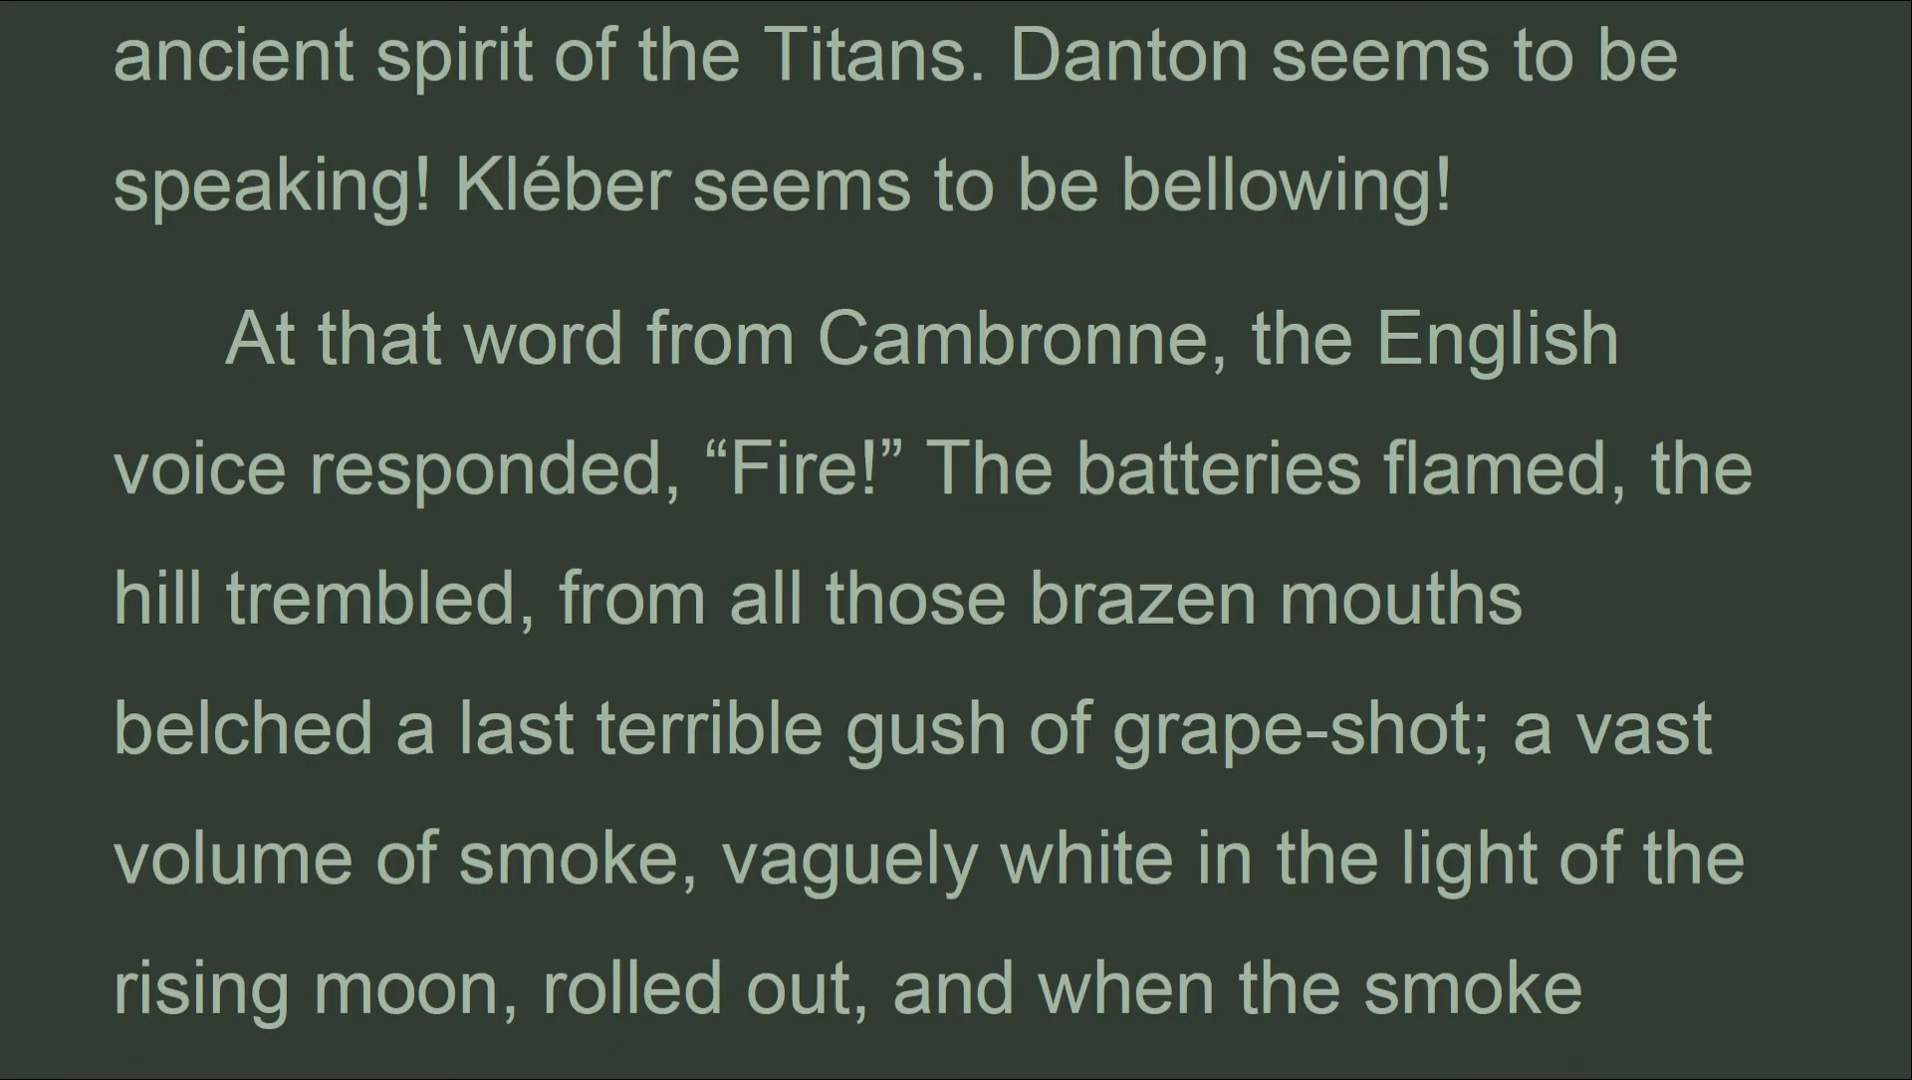 ancient spirit of the Titans. Danton seems to be
speaking! Kléber seems to be bellowing!
At that word from Cambronne, the English
voice responded, “Fire!” The batteries flamed, the
hill trembled, from all those brazen mouths
belched a last terrible gush of grape-shot; a vast
volume of smoke, vaguely white in the light of the
rising moon, rolled out, and when the smoke